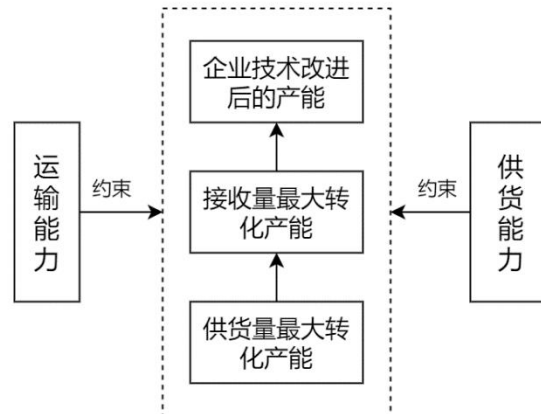 企业技术改进
后的产能
运输能力
约束
接收量最大转
化产能
约束
供货能力
供货量最大转
化产能